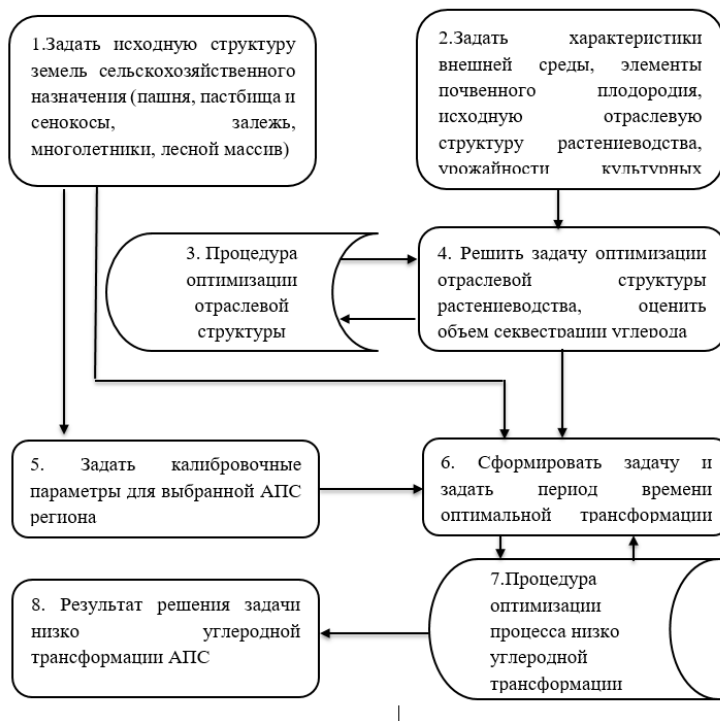 1.Задать исходную структуру
земель сельскохозяйственного
назначения (пашня, пастбища и
сенокосы, залежь,
многолетники, лесной массив)
2.Задать характеристики
внешней среды, элементы
почвенного плодородия,
исходную отраслевую
структуру растениеводства,
урожайности культурных
3. Процедура
оптимизации
отраслевой
структуры
4. Решить задачу оптимизации
отраслевой структуры
растениеводства, оценить
объем секвестрации углерода
5. Задать калибровочные
параметры для выбранной АПС
региона
6. Сформировать задачу и
задать период времени
оптимальной трансформации
7.Процедура
оптимизации
процесса низко
углеродной
трансформации
8. Результат решения задачи
низко углеродной
трансформации АПС